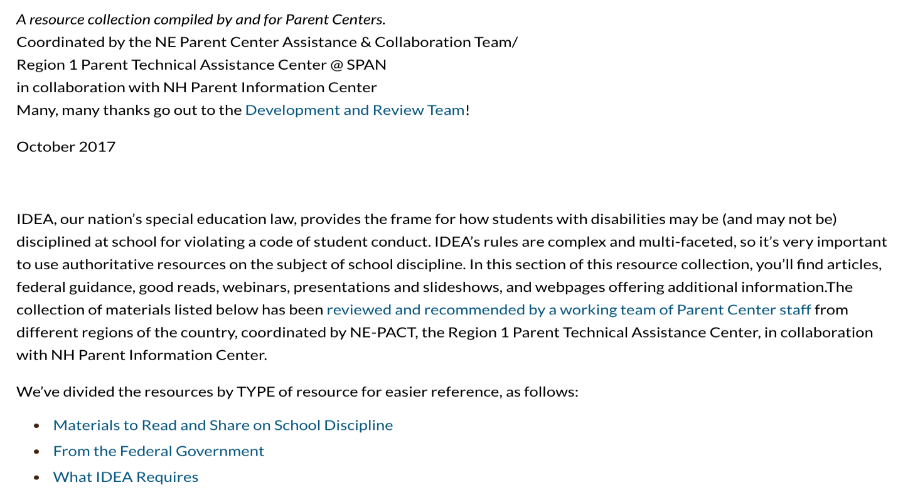 A resource collection compiled by and for Parent Centers.
Coordinated by the NE Parent Center Assistance & Collaboration Team/
Region 1 Parent Technical Assistance Center @ SPAN
in collaboration with NH Parent Information Center
Many, many thanks go out to the Development and Review Team!
October 2017
IDEA, our nation’s special education law, provides the frame for how students with disabilities may be (and may not be)
disciplined at school for violating a code of student conduct. IDEA’s rules are complex and multi-faceted, so it’s very important
to use authoritative resources on the subject of school discipline. In this section of this resource collection, you’ll find articles,
federal guidance, good reads, webinars, presentations and slideshows, and webpages offering additional information.The
collection of materials listed below has been reviewed and recommended by a working team of Parent Center staff from
different regions of the country, coordinated by NE-PACT, the Region 1 Parent Technical Assistance Center, in collaboration
with NH Parent Information Center.
We’ve divided the resources by TYPE of resource for easier reference, as follows:
• Materials to Read and Share on School Discipline
• From the Federal Government
• What IDEA Requires